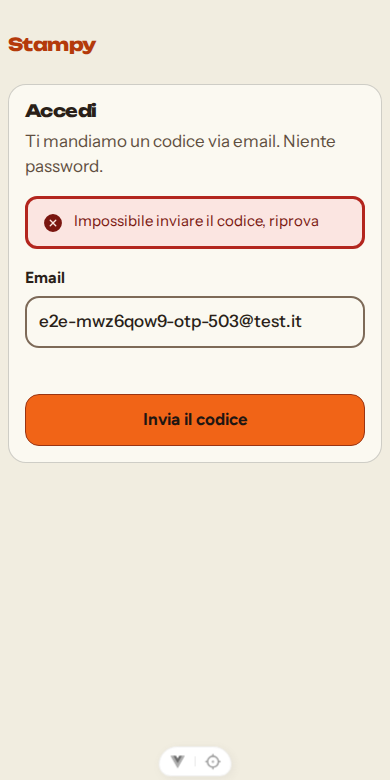 Stampy
Accedi
Ti mandiamo un codice via email. Niente
password.
Impossibile inviare il codice, riprova
Email
e2e-mwz6qow9-otp-503@test.it
Invia il codice